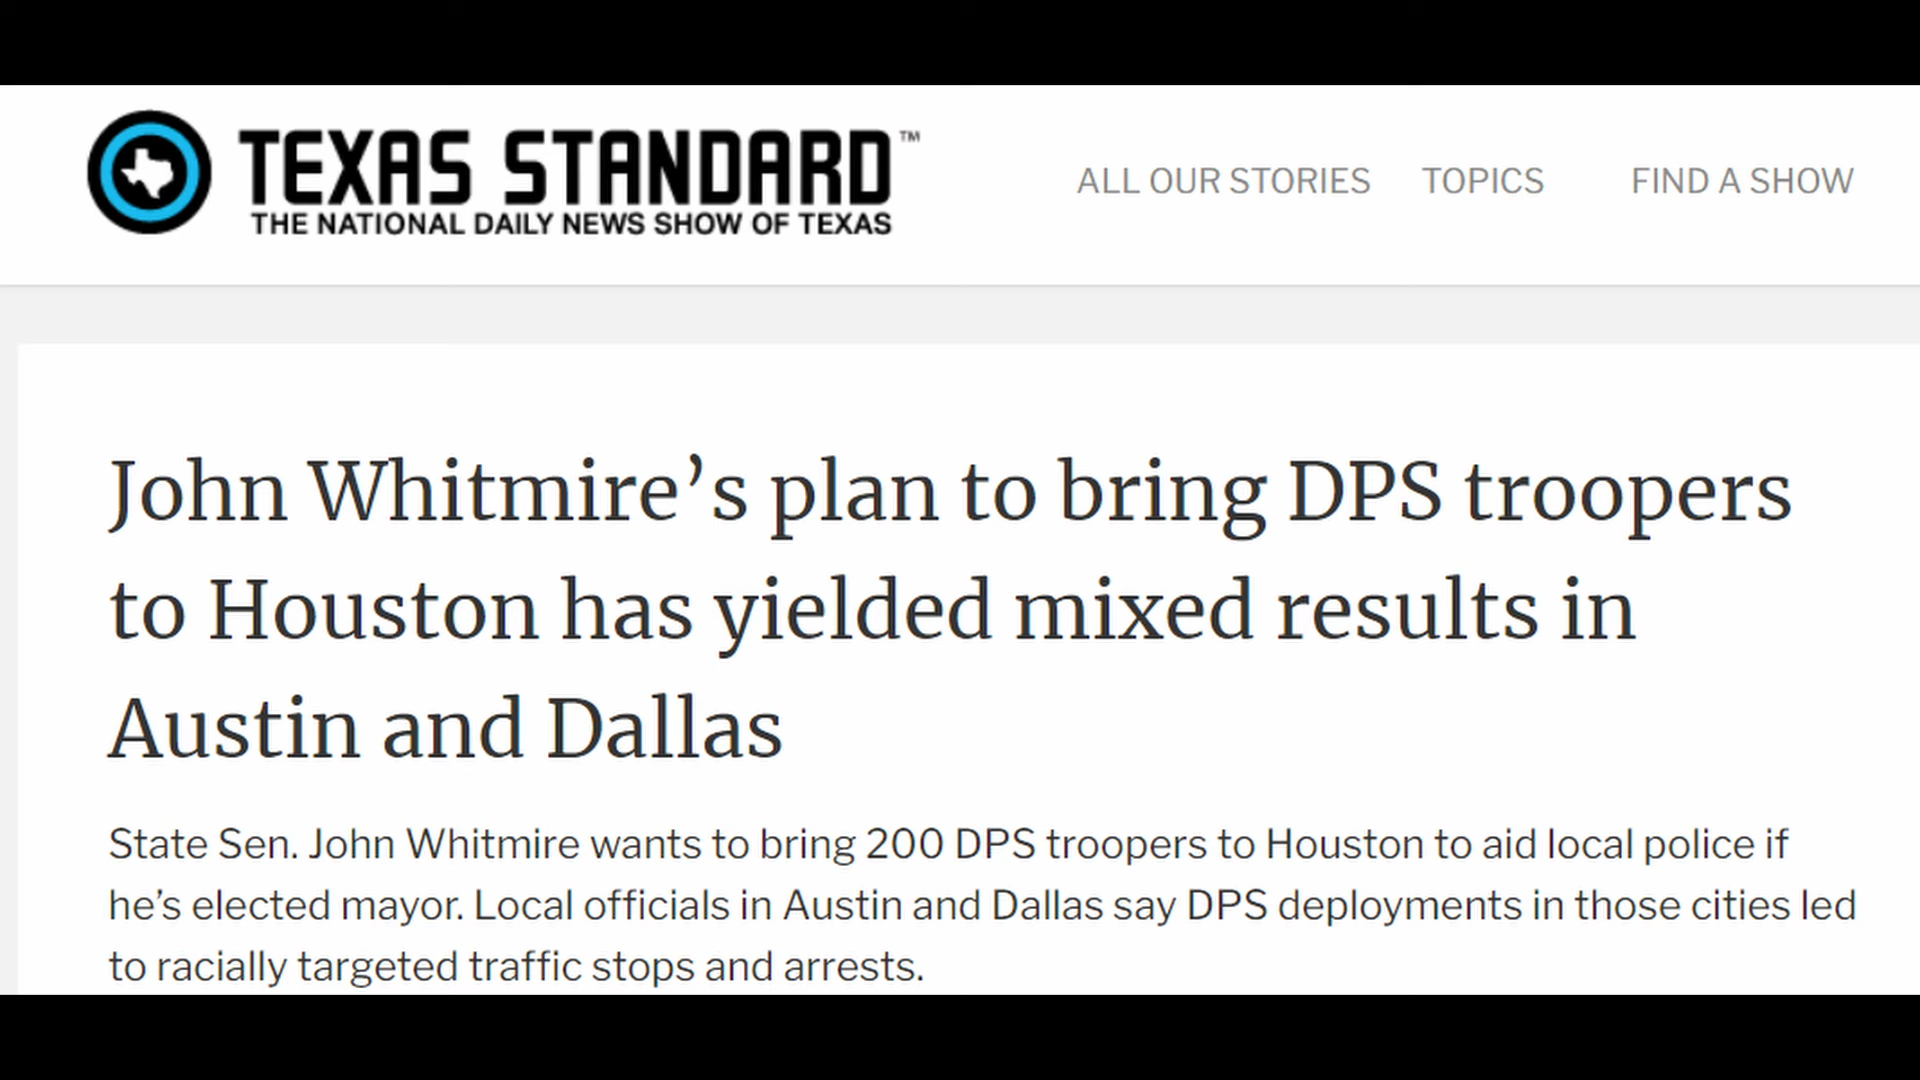 TEXAS STANDARD™
THE NATIONAL DAILY NEWS SHOW OF TEXAS
ALL OUR STORIES TOPICS FIND A SHOW
John Whitmire’s plan to bring DPS troopers
to Houston has yielded mixed results in
Austin and Dallas
State Sen. John Whitmire wants to bring 200 DPS troopers to Houston to aid local police if
he’s elected mayor. Local officials in Austin and Dallas say DPS deployments in those cities led
to racially targeted traffic stops and arrests.